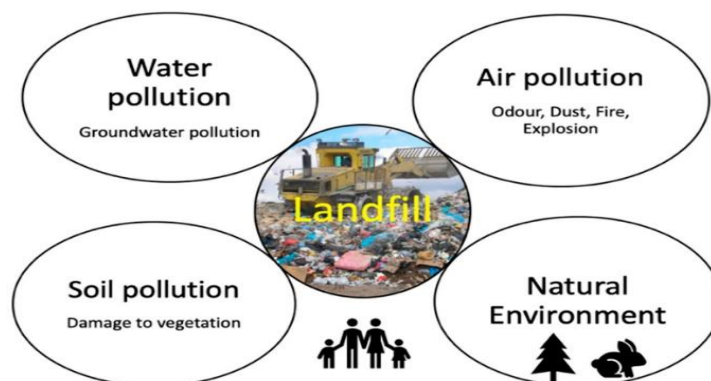 Water
pollution
Groundwater pollution
Air pollution
Odour, Dust, Fire,
Explosion
Landfill
Soil pollution
Damage to vegetation
Natural
Environment